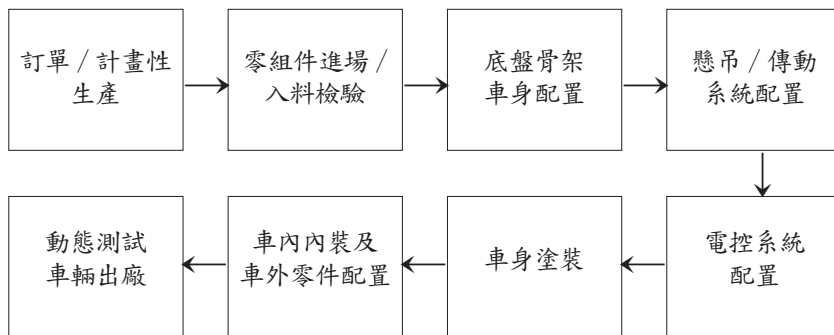 訂單／計畫性
生產
零組件進場／
入料檢驗
底盤骨架
車身配置
懸吊／傳動
系統配置
電控系統
配置
車身塗裝
車內內裝及
車外零件配置
動態測試
車輛出廠